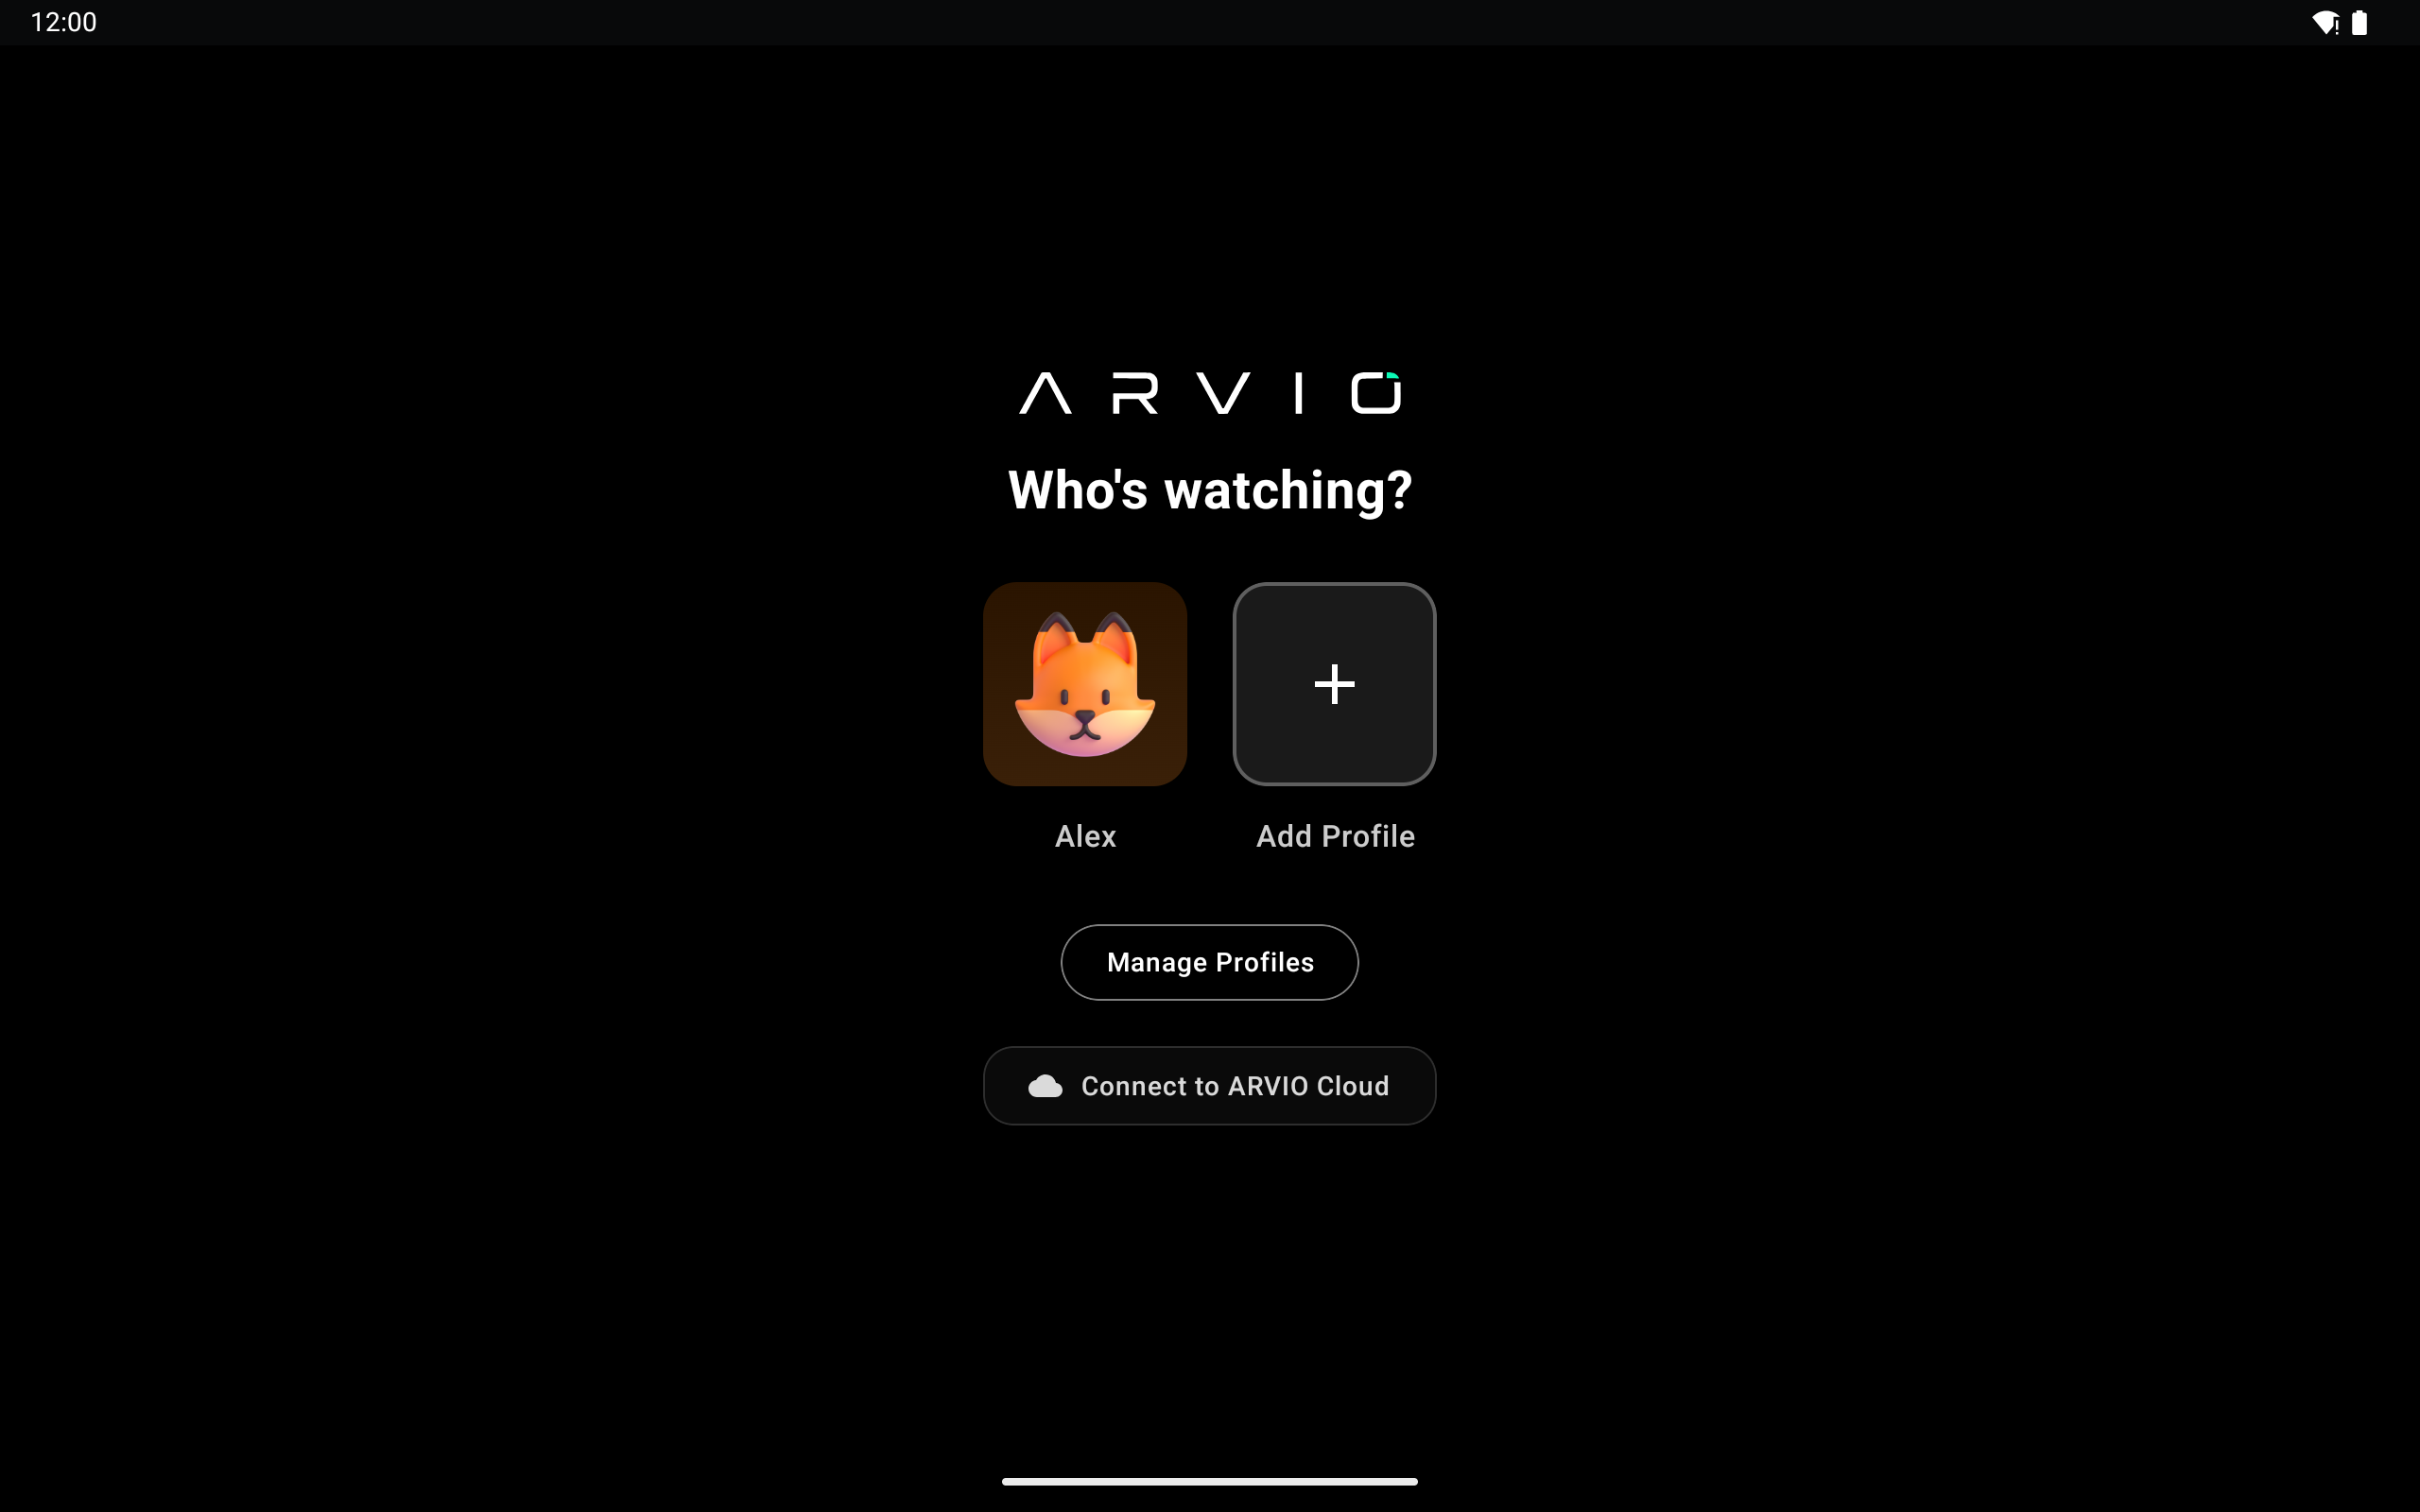 12:00
ARVIO
Who's watching?
Alex
Add Profile
Manage Profiles
Connect to ARVIO Cloud